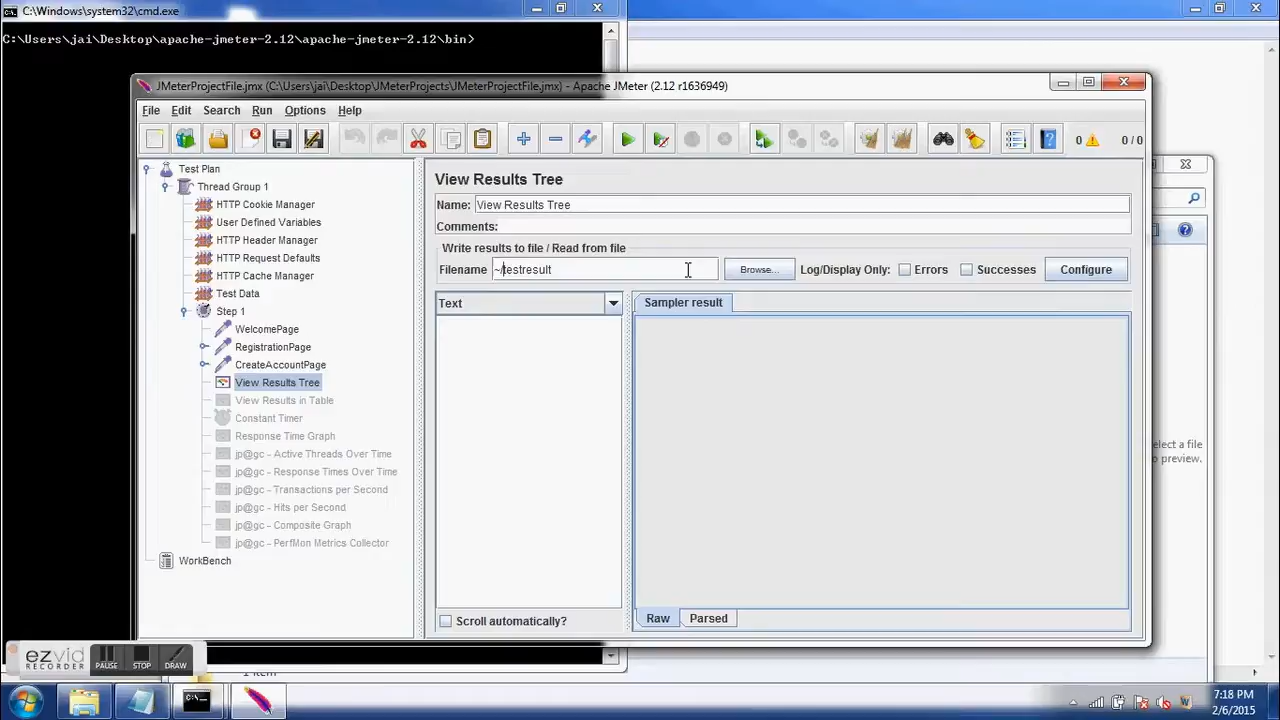 C:\Windows\system32\cmd.exe
C:\Users\jai\Desktop\apache-jmeter-2.12\apache-jmeter-2.12\bin>
JMeterProjectFile.jmx (C:\Users\jai\Desktop\JMeterProjects\JMeterProjectFile.jmx) - Apache JMeter (2.12 r1636949)
File Edit Search Run Options Help
0 0 / 0
Test Plan
Thread Group 1
HTTP Cookie Manager
User Defined Variables
HTTP Header Manager
HTTP Request Defaults
HTTP Cache Manager
Test Data
Step 1
WelcomePage
RegistrationPage
CreateAccountPage
View Results Tree
View Results in Table
Constant Timer
Response Time Graph
jp@gc - Active Threads Over Time
jp@gc - Response Times Over Time
jp@gc - Transactions per Second
jp@gc - Hits per Second
jp@gc - Composite Graph
jp@gc - PerfMon Metrics Collector
WorkBench
View Results Tree
Name: View Results Tree
Comments:
Write results to file / Read from file
Filename ~/testresult Browse... Log/Display Only: Errors Successes Configure
Text
Sampler result
Scroll automatically?
Raw Parsed
elect a file
o preview.
ezvid
RECORDER
PAUSE STOP DRAW
1 item
7:18 PM
2/6/2015